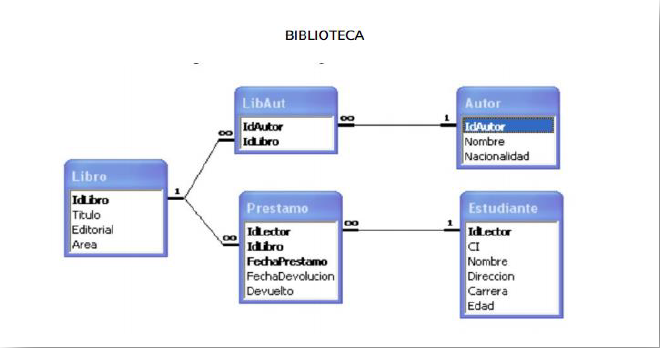 BIBLIOTECA
LibAut
IdAutor
IdLibro
Autor
IdAutor
Nombre
Nacionalidad
Libro
IdLibro
Titulo
Editorial
Area
Prestamo
IdLector
IdLibro
FechaPrestamo
FechaDevolucion
Devuelto
Estudiante
IdLector
CI
Nombre
Direccion
Carrera
Edad
∞
1
∞
1
∞
∞
1